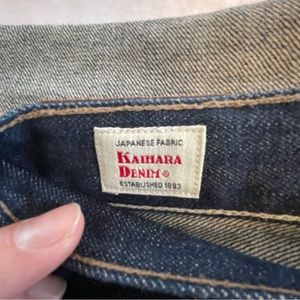 JAPANESE FABRIC
KAIHARA
DENIM®
ESTABLISHED 1893